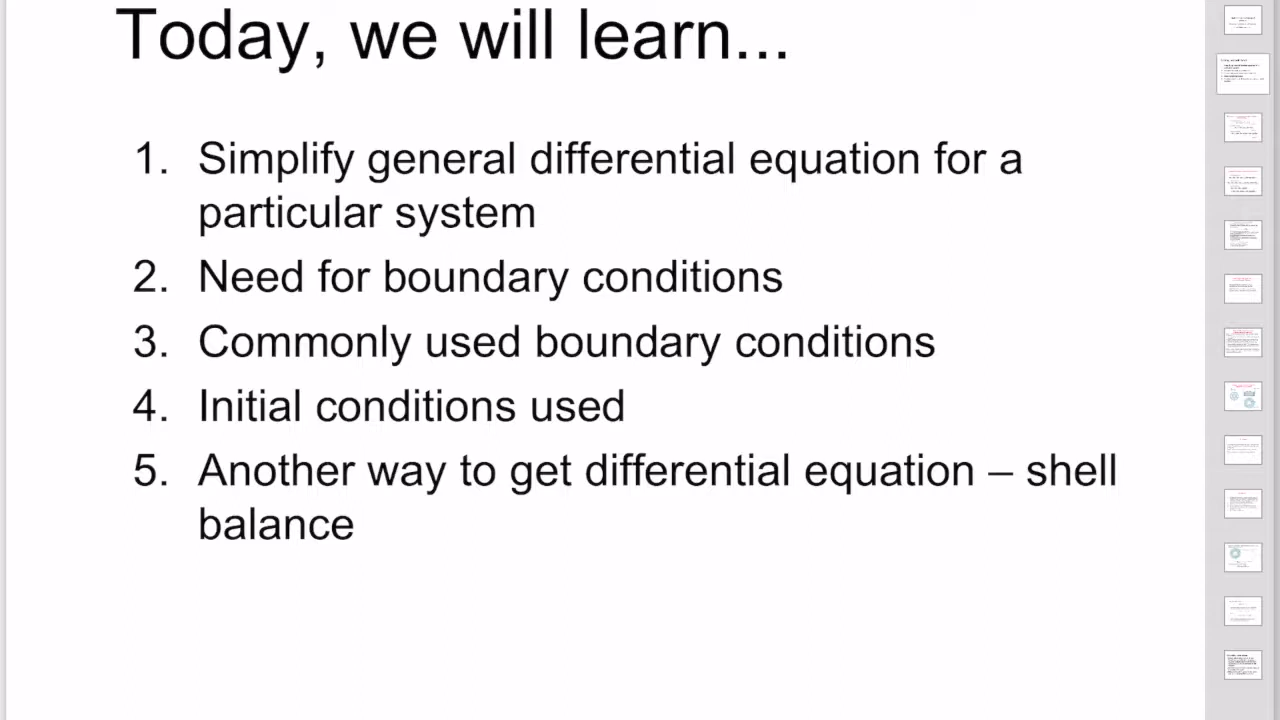 Today, we will learn...
1. Simplify general differential equation for a
particular system
2. Need for boundary conditions
3. Commonly used boundary conditions
4. Initial conditions used
5. Another way to get differential equation – shell
balance